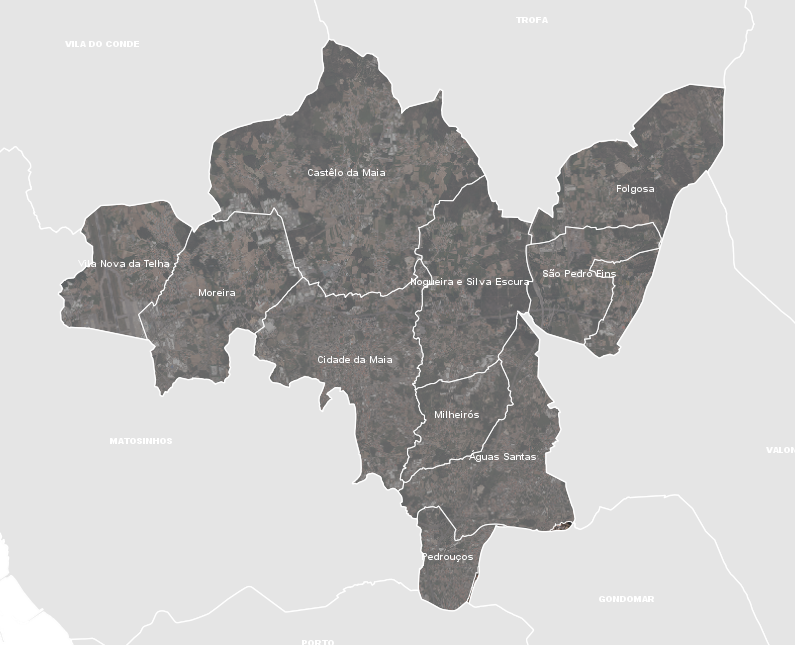 TROFA
VILA DO CONDE
Castêlo da Maia
Folgosa
Vila Nova da Telha
São Pedro Fins
Nogueira e Silva Escura
Moreira
Cidade da Maia
Milheirós
MATOSINHOS
VALON
Águas Santas
Pedrouços
GONDOMAR
PORTO